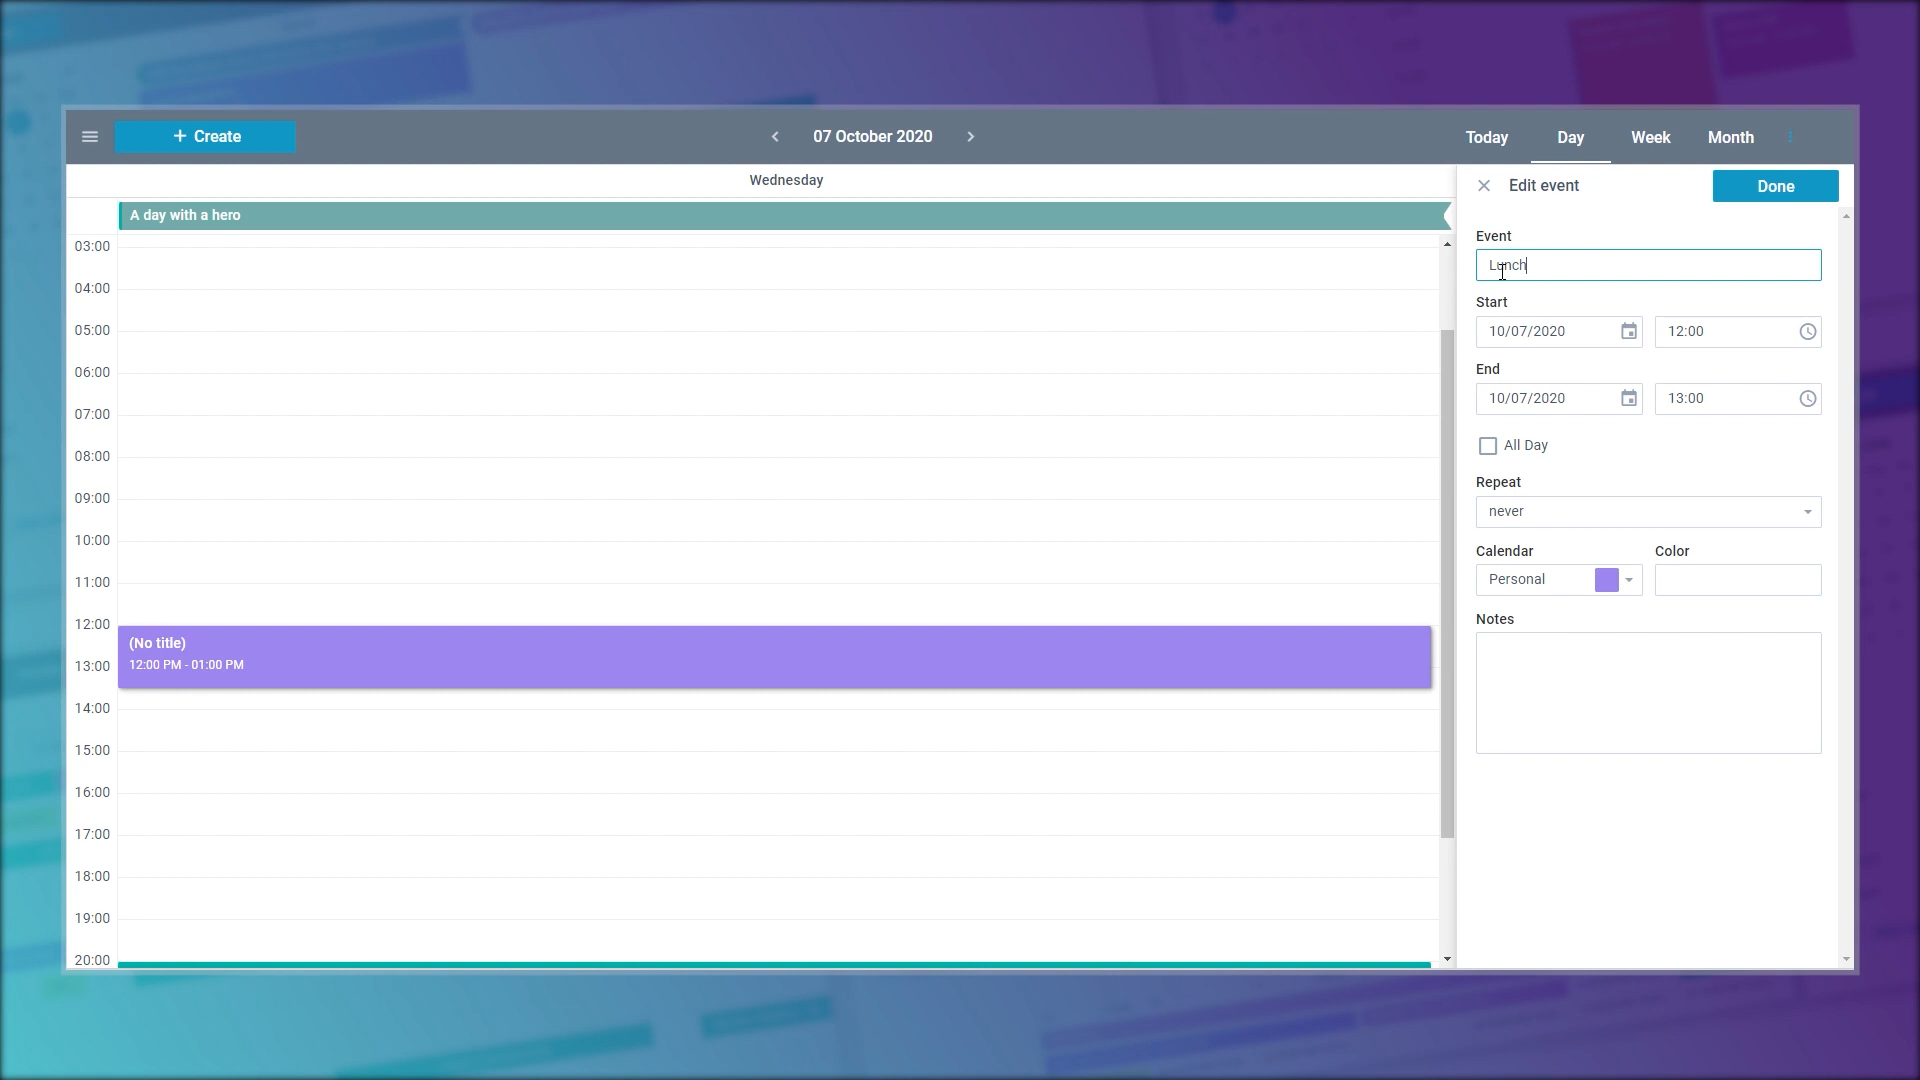 + Create
07 October 2020
Today
Day
Week
Month
Wednesday
A day with a hero
03:00
04:00
05:00
06:00
07:00
08:00
09:00
10:00
11:00
12:00
13:00
14:00
15:00
16:00
17:00
18:00
19:00
20:00
(No title)
12:00 PM - 01:00 PM
Edit event
Done
Event
Lunch
Start
10/07/2020
12:00
End
10/07/2020
13:00
All Day
Repeat
never
Calendar
Color
Personal
Notes